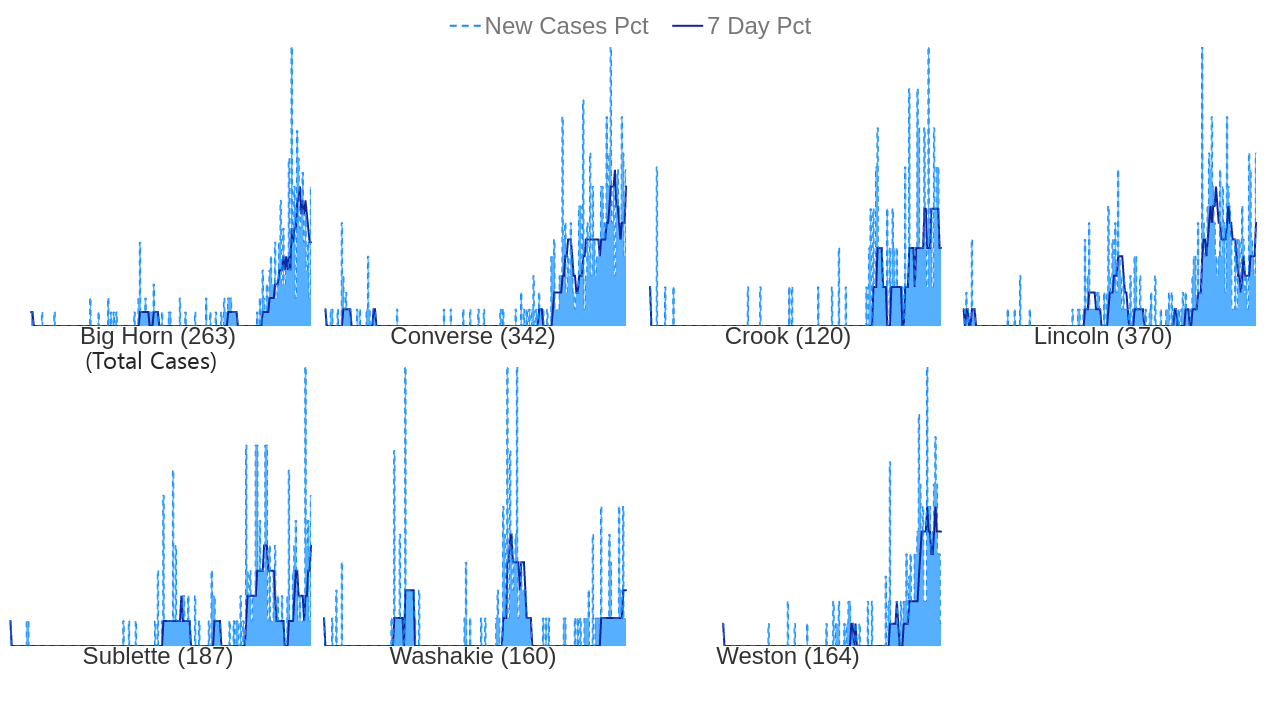 New Cases Pct 7 Day Pct
Big Horn (263) Converse (342) Crook (120) Lincoln (370)
(Total Cases)
Sublette (187) Washakie (160) Weston (164)